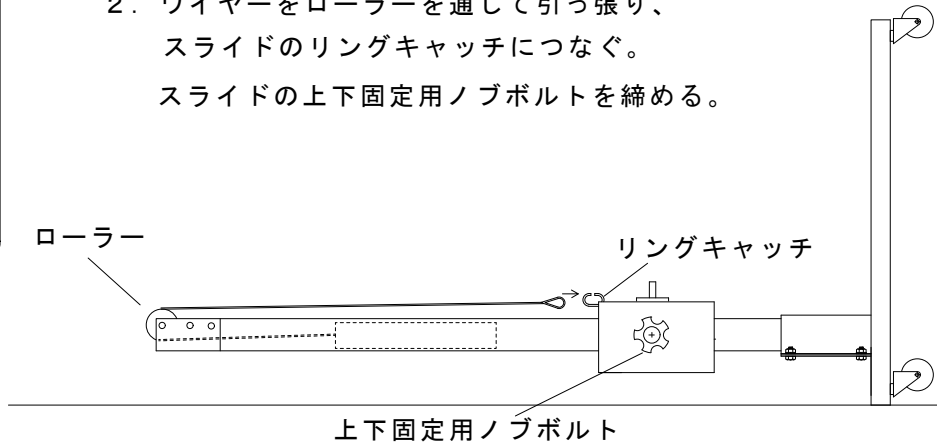 2. ワイヤーをローラーを通して引っ張り、
スライドのリングキャッチにつなぐ。
スライドの上下固定用ノブボルトを締める。
ローラー
リングキャッチ
上下固定用ノブボルト